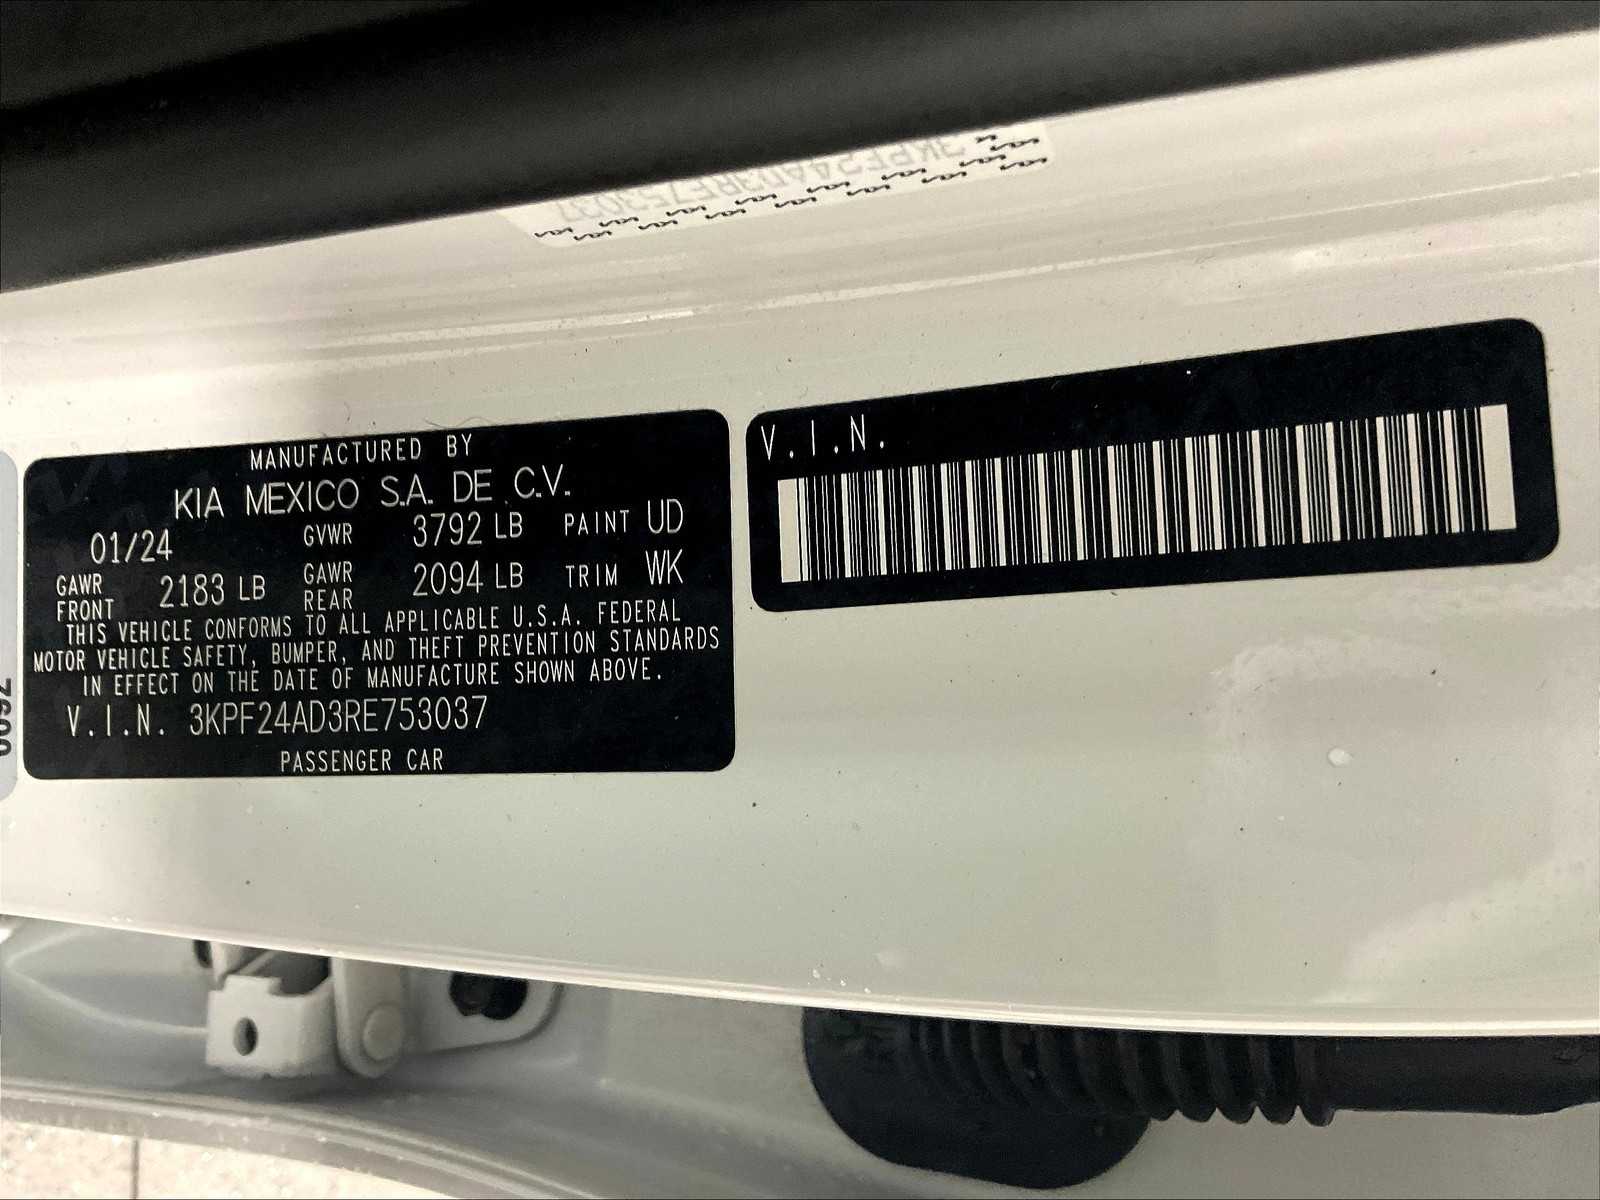 3KPF24AD3RE753037
MANUFACTURED BY
KIA MEXICO S.A. DE C.V.
01/24 GVWR 3792 LB PAINT UD
GAWR FRONT 2183 LB GAWR REAR 2094 LB TRIM WK
THIS VEHICLE CONFORMS TO ALL APPLICABLE U.S.A. FEDERAL
MOTOR VEHICLE SAFETY, BUMPER, AND THEFT PREVENTION STANDARDS
IN EFFECT ON THE DATE OF MANUFACTURE SHOWN ABOVE.
V.I.N. 3KPF24AD3RE753037
PASSENGER CAR
V.I.N.